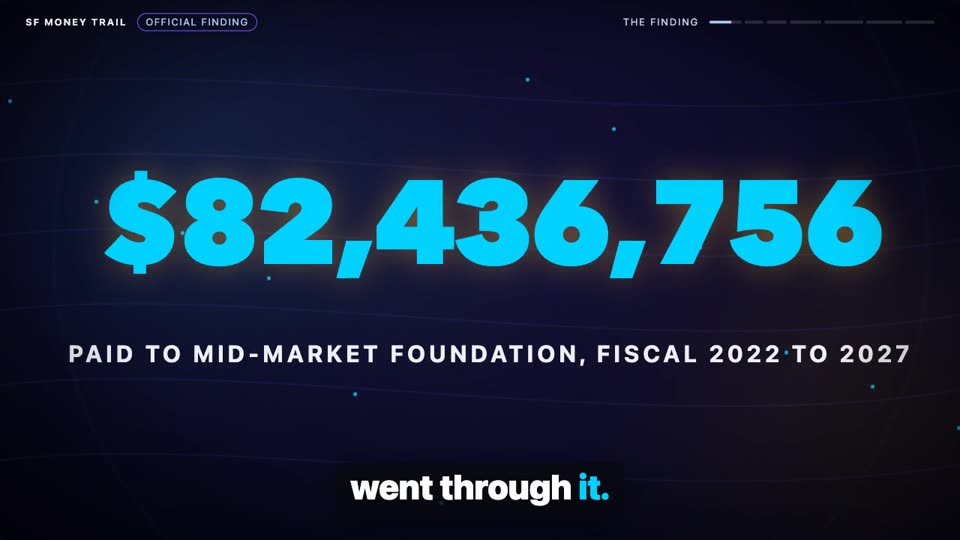 SF MONEY TRAIL
OFFICIAL FINDING
THE FINDING
$82,436,756
PAID TO MID-MARKET FOUNDATION, FISCAL 2022 TO 2027
went through it.